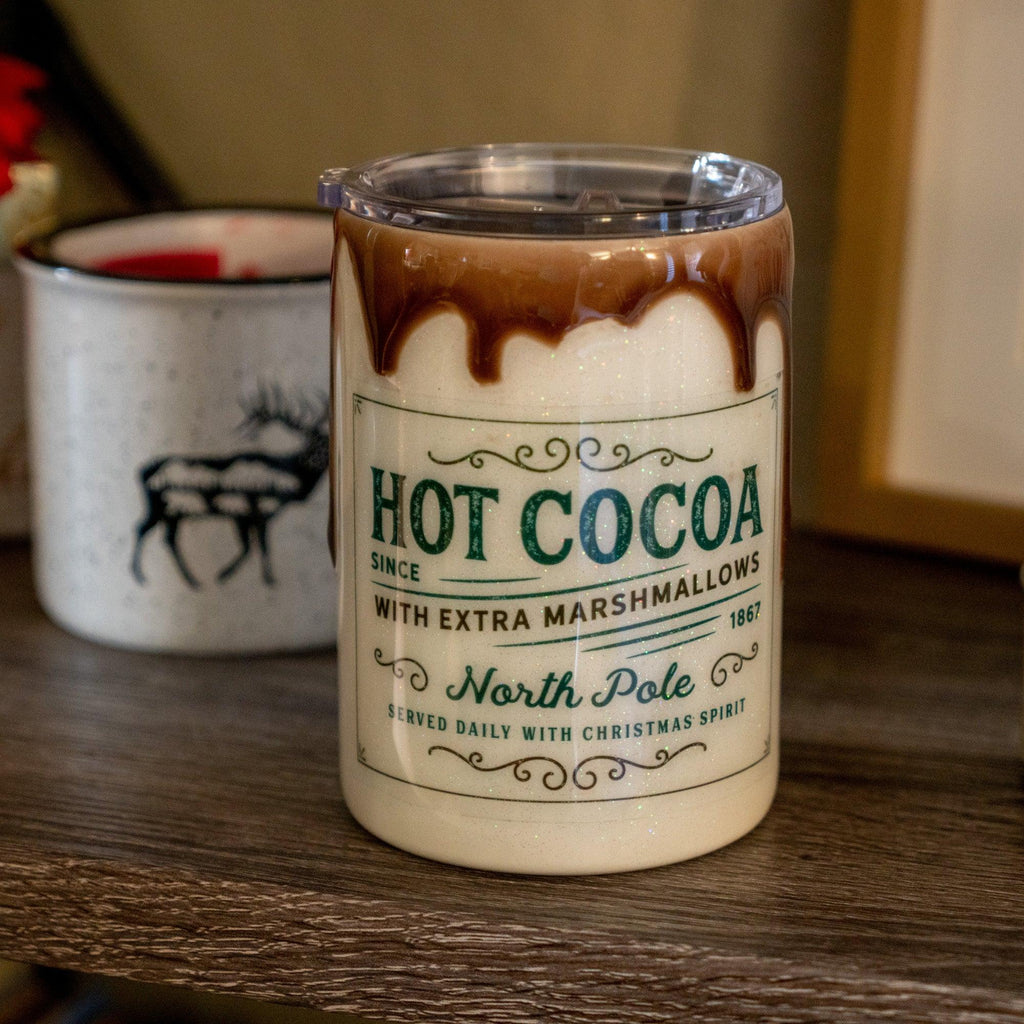 HOT COCOA
SINCE
WITH EXTRA MARSHMALLOWS
1867
North Pole
SERVED DAILY WITH CHRISTMAS SPIRIT